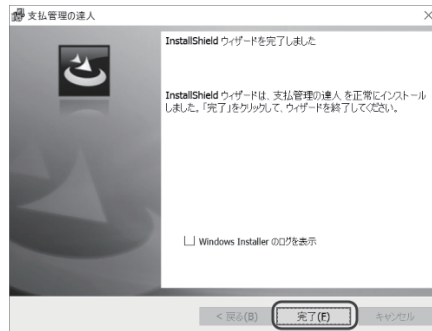 支払管理の達人
InstallShield ウィザードを完了しました
InstallShield ウィザードは、支払管理の達人 を正常にインストール
しました。「完了」をクリックして、ウィザードを終了してください。
Windows Installer のログを表示
< 戻る(B) 完了(F) キャンセル